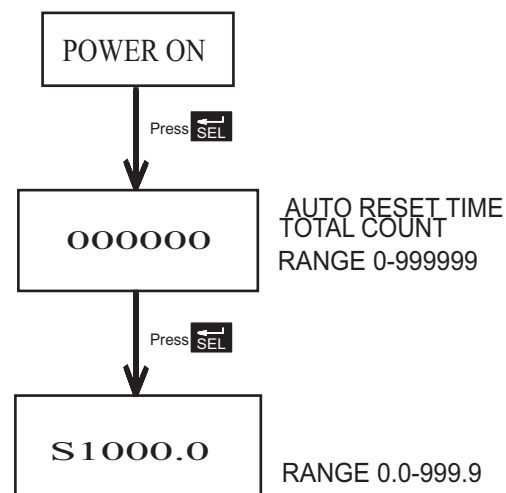 POWER ON
Press SEL
000000
AUTO RESET TIME
TOTAL COUNT
RANGE 0-999999
Press SEL
S1000.0
RANGE 0.0-999.9